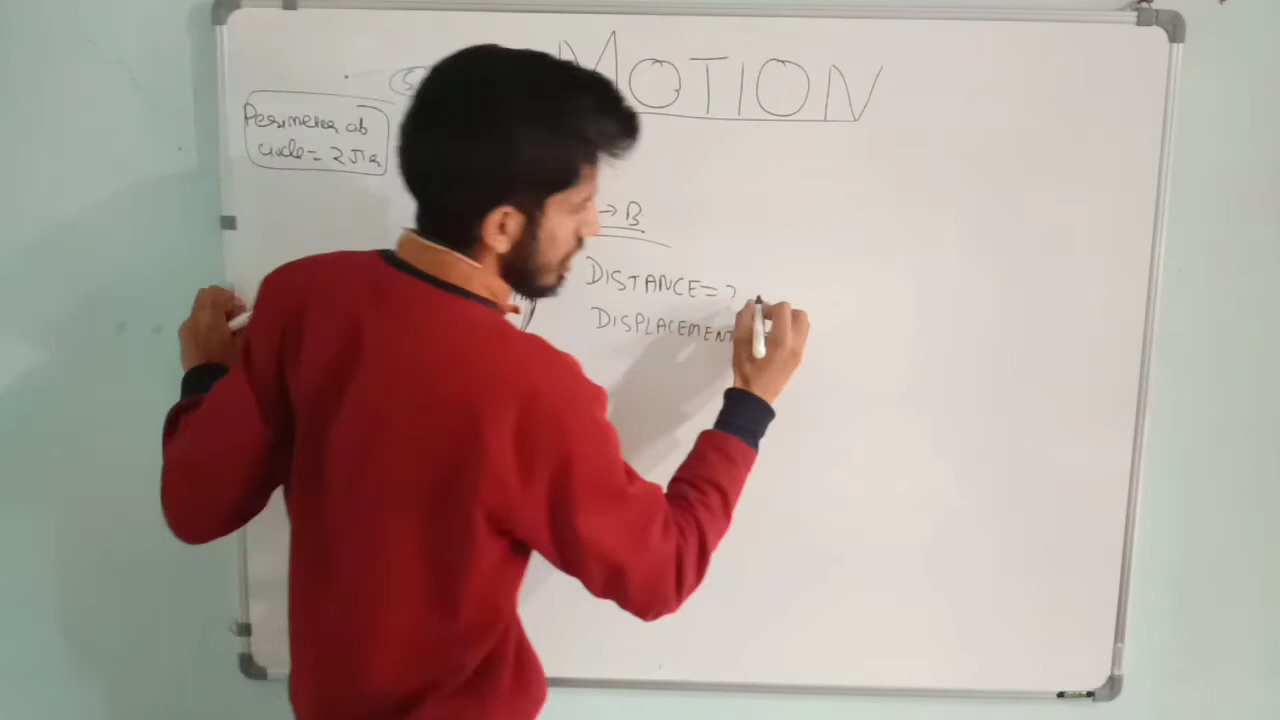 MOTION
Perimeter of
circle = 2πr
→ B
DISTANCE = ?
DISPLACEMENT